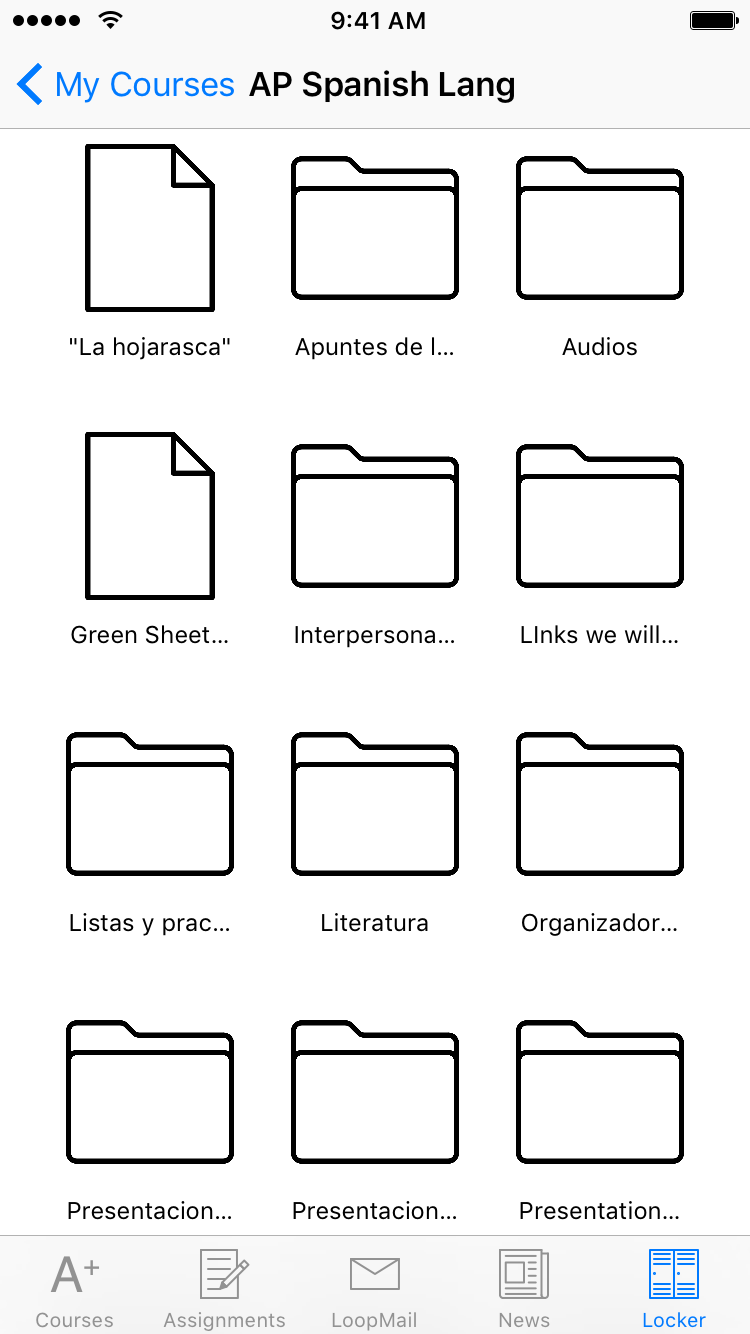 9:41 AM
My Courses AP Spanish Lang
"La hojarasca" Apuntes de l... Audios
Green Sheet... Interpersona... LInks we will...
Listas y prac... Literatura Organizador...
Presentacion... Presentacion... Presentation...
A+
Courses Assignments LoopMail News Locker